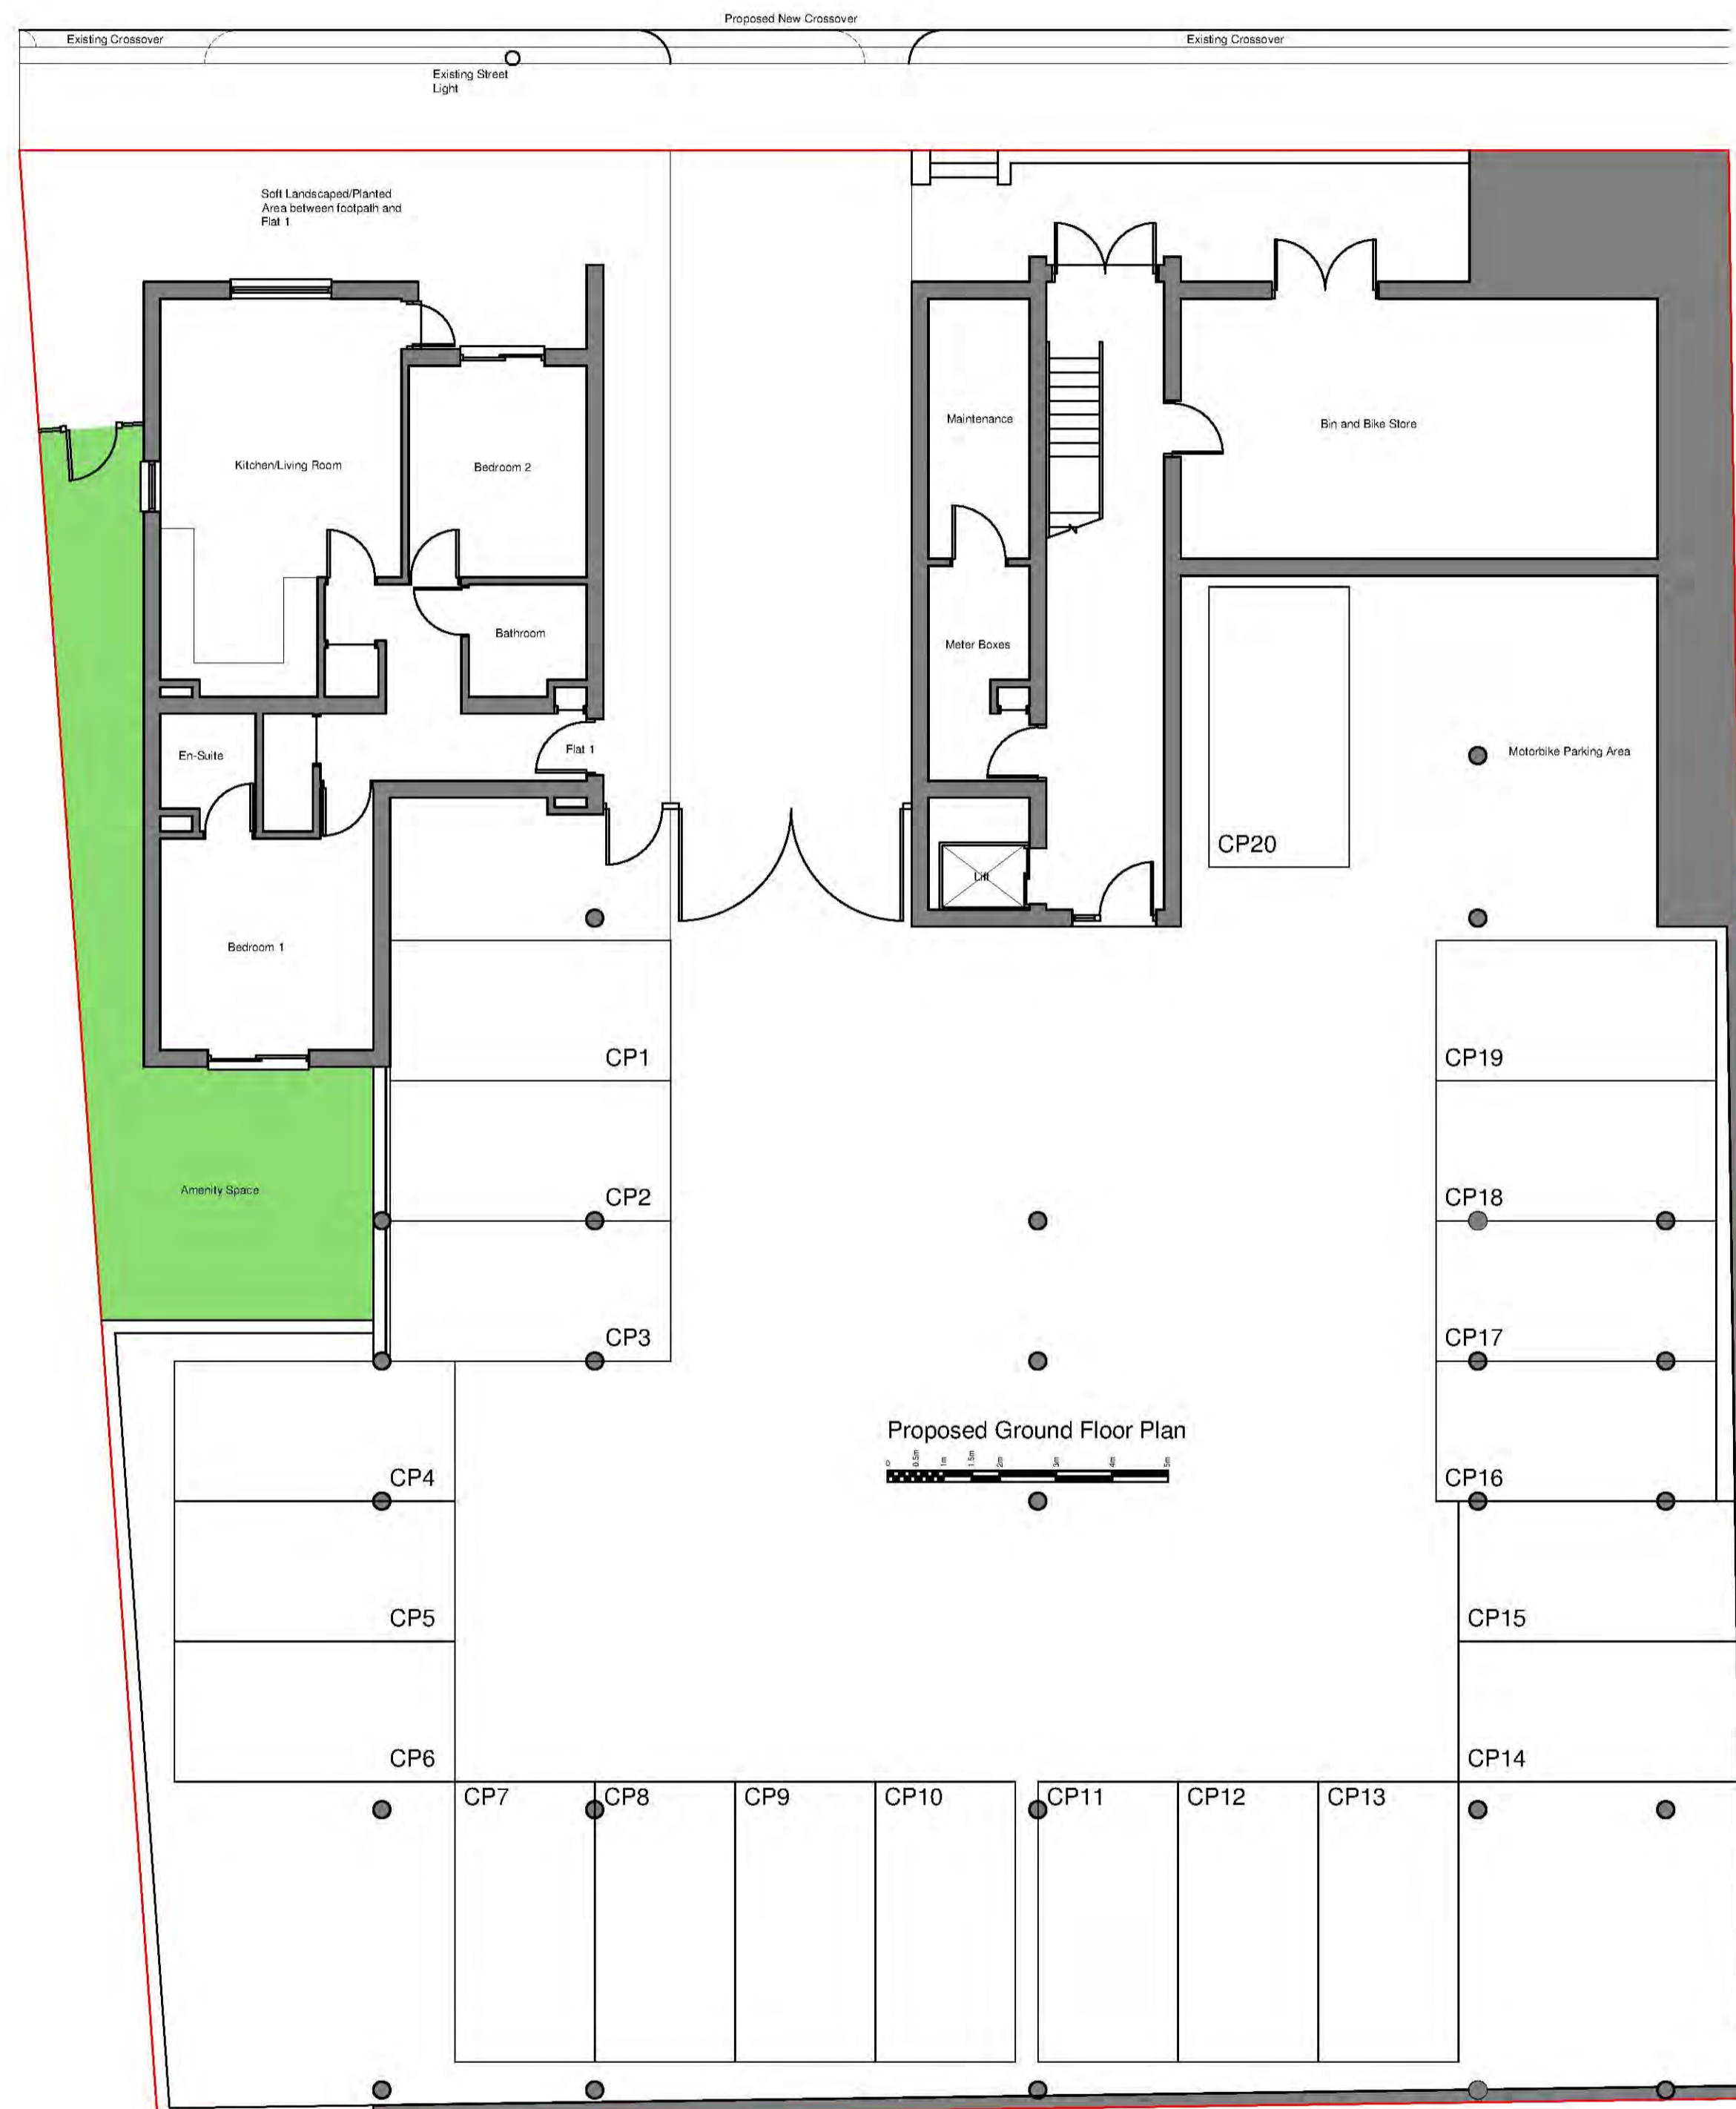 Proposed New Crossover
Existing Crossover
Existing Crossover
Existing Street
Light
Soft Landscaped/Planted
Area between footpath and
Flat 1
Maintenance
Bin and Bike Store
Kitchen/Living Room
Bedroom 2
Bathroom
Meter Boxes
En-Suite
Flat 1
Motorbike Parking Area
CP20
Lift
Bedroom 1
CP1
CP19
Amenity Space
CP2
CP18
CP3
CP17
Proposed Ground Floor Plan
0 0.5m 1m 1.5m 2m 3m 4m 5m
CP4
CP16
CP5
CP15
CP6
CP14
CP7
CP8
CP9
CP10
CP11
CP12
CP13